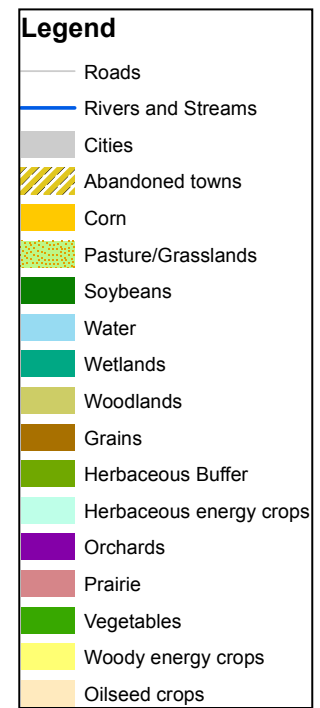 Legend
Roads
Rivers and Streams
Cities
Abandoned towns
Corn
Pasture/Grasslands
Soybeans
Water
Wetlands
Woodlands
Grains
Herbaceous Buffer
Herbaceous energy crops
Orchards
Prairie
Vegetables
Woody energy crops
Oilseed crops